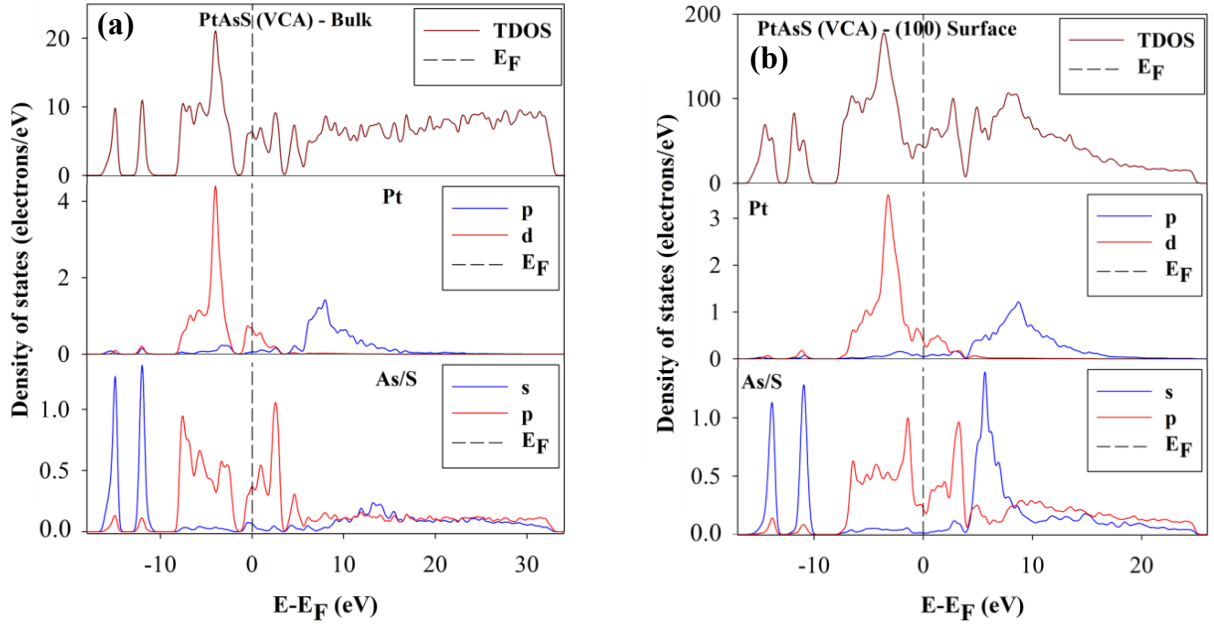 (a)
PtAsS (VCA) - Bulk
TDOS
E_F
20
10
0
Pt
p
d
E_F
4
2
0
As/S
s
p
E_F
1.0
0.5
0.0
Density of states (electrons/eV)
-10 0 10 20 30
E-E_F (eV)
PtAsS (VCA) - (100) Surface
(b)
TDOS
E_F
200
100
0
Pt
p
d
E_F
3
2
1
0
As/S
s
p
E_F
1.0
0.5
0.0
Density of states (electrons/eV)
-10 0 10 20
E-E_F (eV)